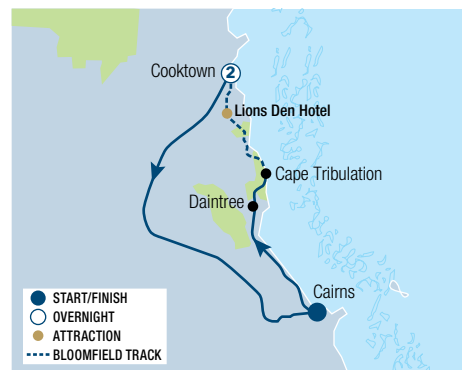 Cooktown
2
Lions Den Hotel
Cape Tribulation
Daintree
Cairns
START/FINISH
OVERNIGHT
ATTRACTION
BLOOMFIELD TRACK